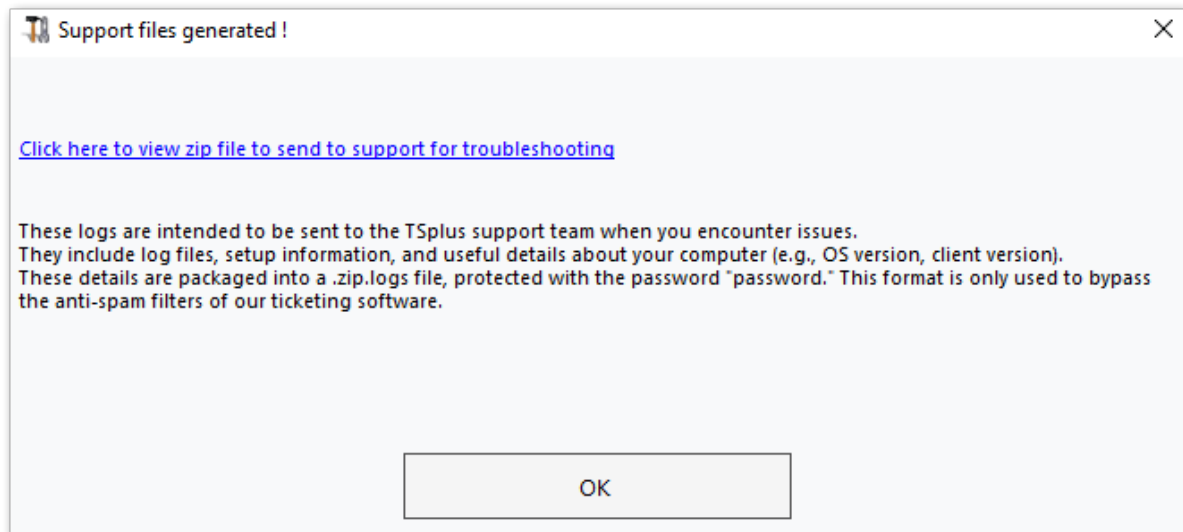 Support files generated !
Click here to view zip file to send to support for troubleshooting
These logs are intended to be sent to the TSplus support team when you encounter issues.
They include log files, setup information, and useful details about your computer (e.g., OS version, client version).
These details are packaged into a .zip.logs file, protected with the password "password." This format is only used to bypass
the anti-spam filters of our ticketing software.
OK